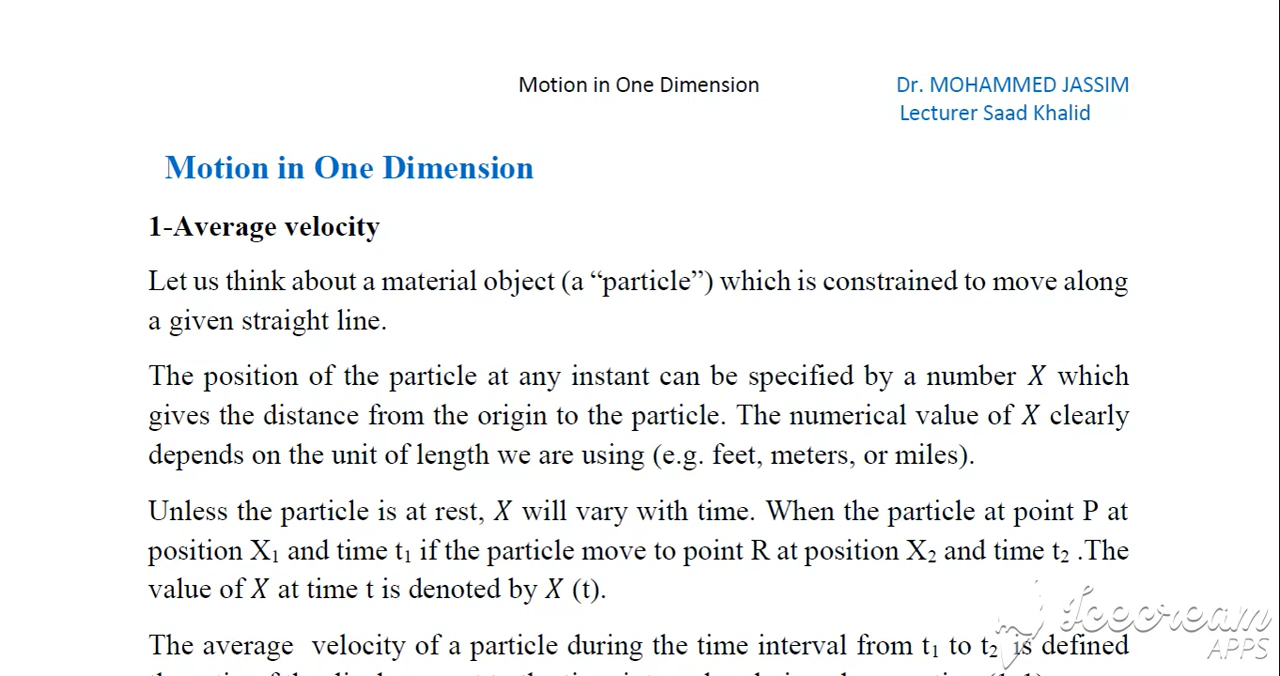 Motion in One Dimension Dr. MOHAMMED JASSIM
Lecturer Saad Khalid
Motion in One Dimension
1-Average velocity
Let us think about a material object (a “particle”) which is constrained to move along
a given straight line.
The position of the particle at any instant can be specified by a number X which
gives the distance from the origin to the particle. The numerical value of X clearly
depends on the unit of length we are using (e.g. feet, meters, or miles).
Unless the particle is at rest, X will vary with time. When the particle at point P at
position X₁ and time t₁ if the particle move to point R at position X₂ and time t₂ .The
value of X at time t is denoted by X (t).
The average velocity of a particle during the time interval from t₁ to t₂ is defined
Icecream
APPS